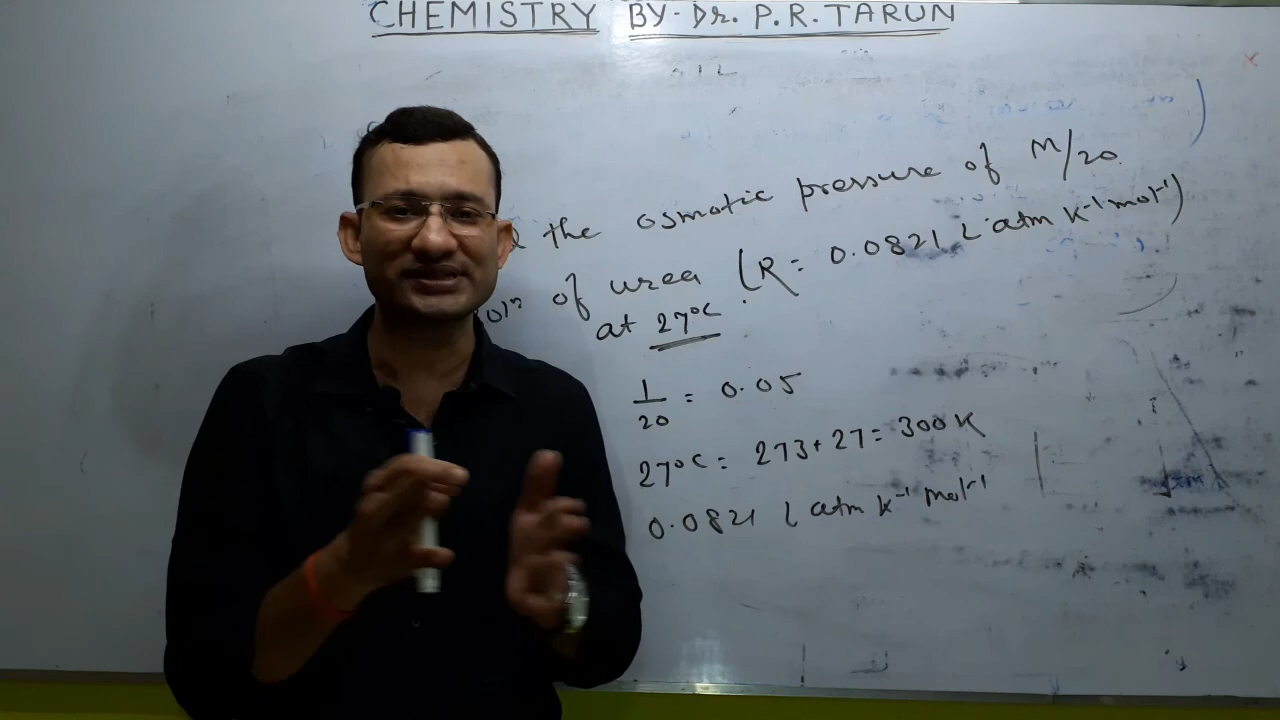 CHEMISTRY BY- Dr. P. R. TARUN
the osmotic pressure of M/20
of urea (R = 0.0821 L atm K⁻¹ mol⁻¹)
at 27°C
1/20 = 0.05
27°C = 273+27= 300K
0.0821 L atm K⁻¹ mol⁻¹